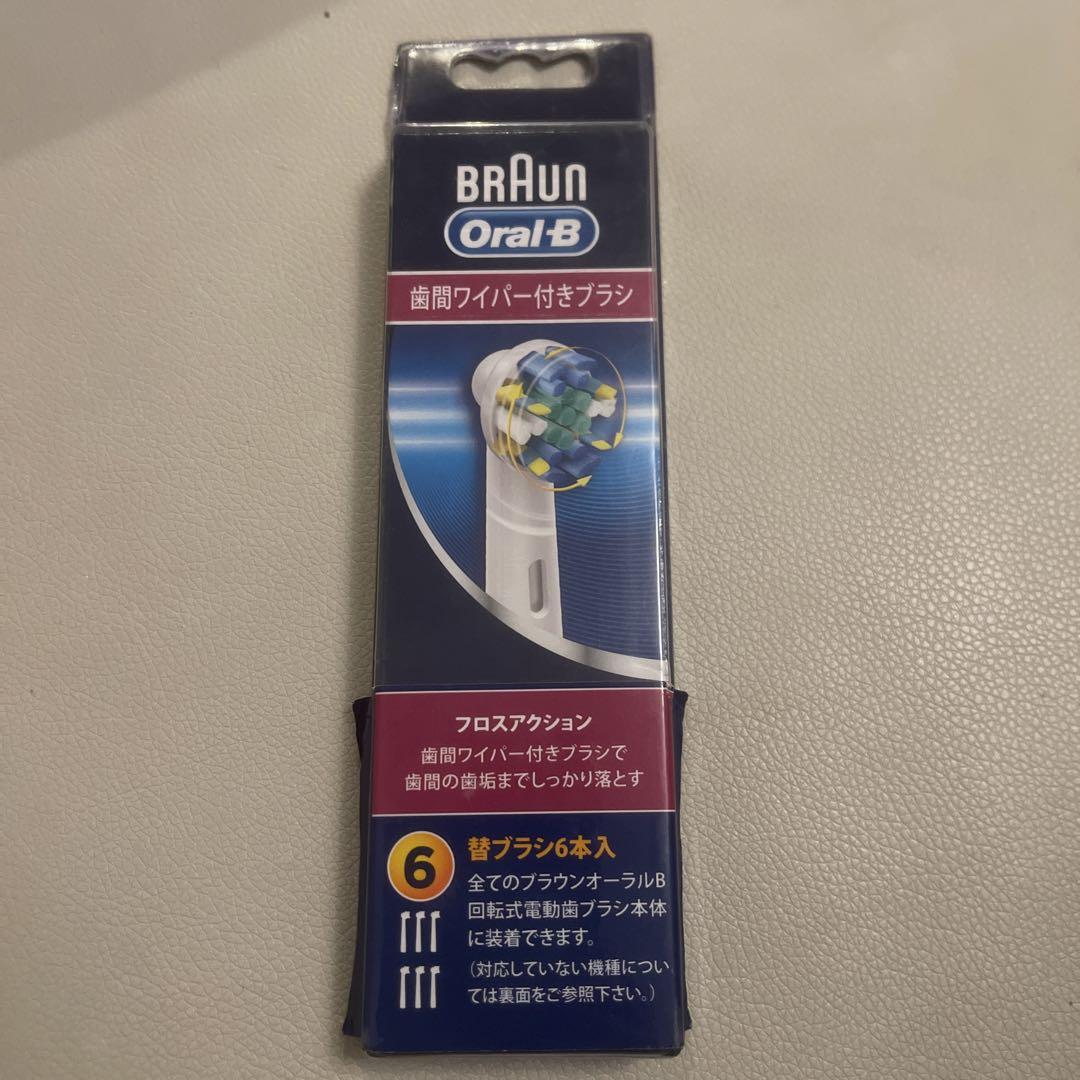 BRAUN
Oral-B
歯間ワイパー付きブラシ
フロスアクション
歯間ワイパー付きブラシで
歯間の歯垢までしっかり落とす
6
替ブラシ6本入
全てのブラウンオーラルB
回転式電動歯ブラシ本体
に装着できます。
(対応していない機種につい
ては裏面をご参照下さい。)